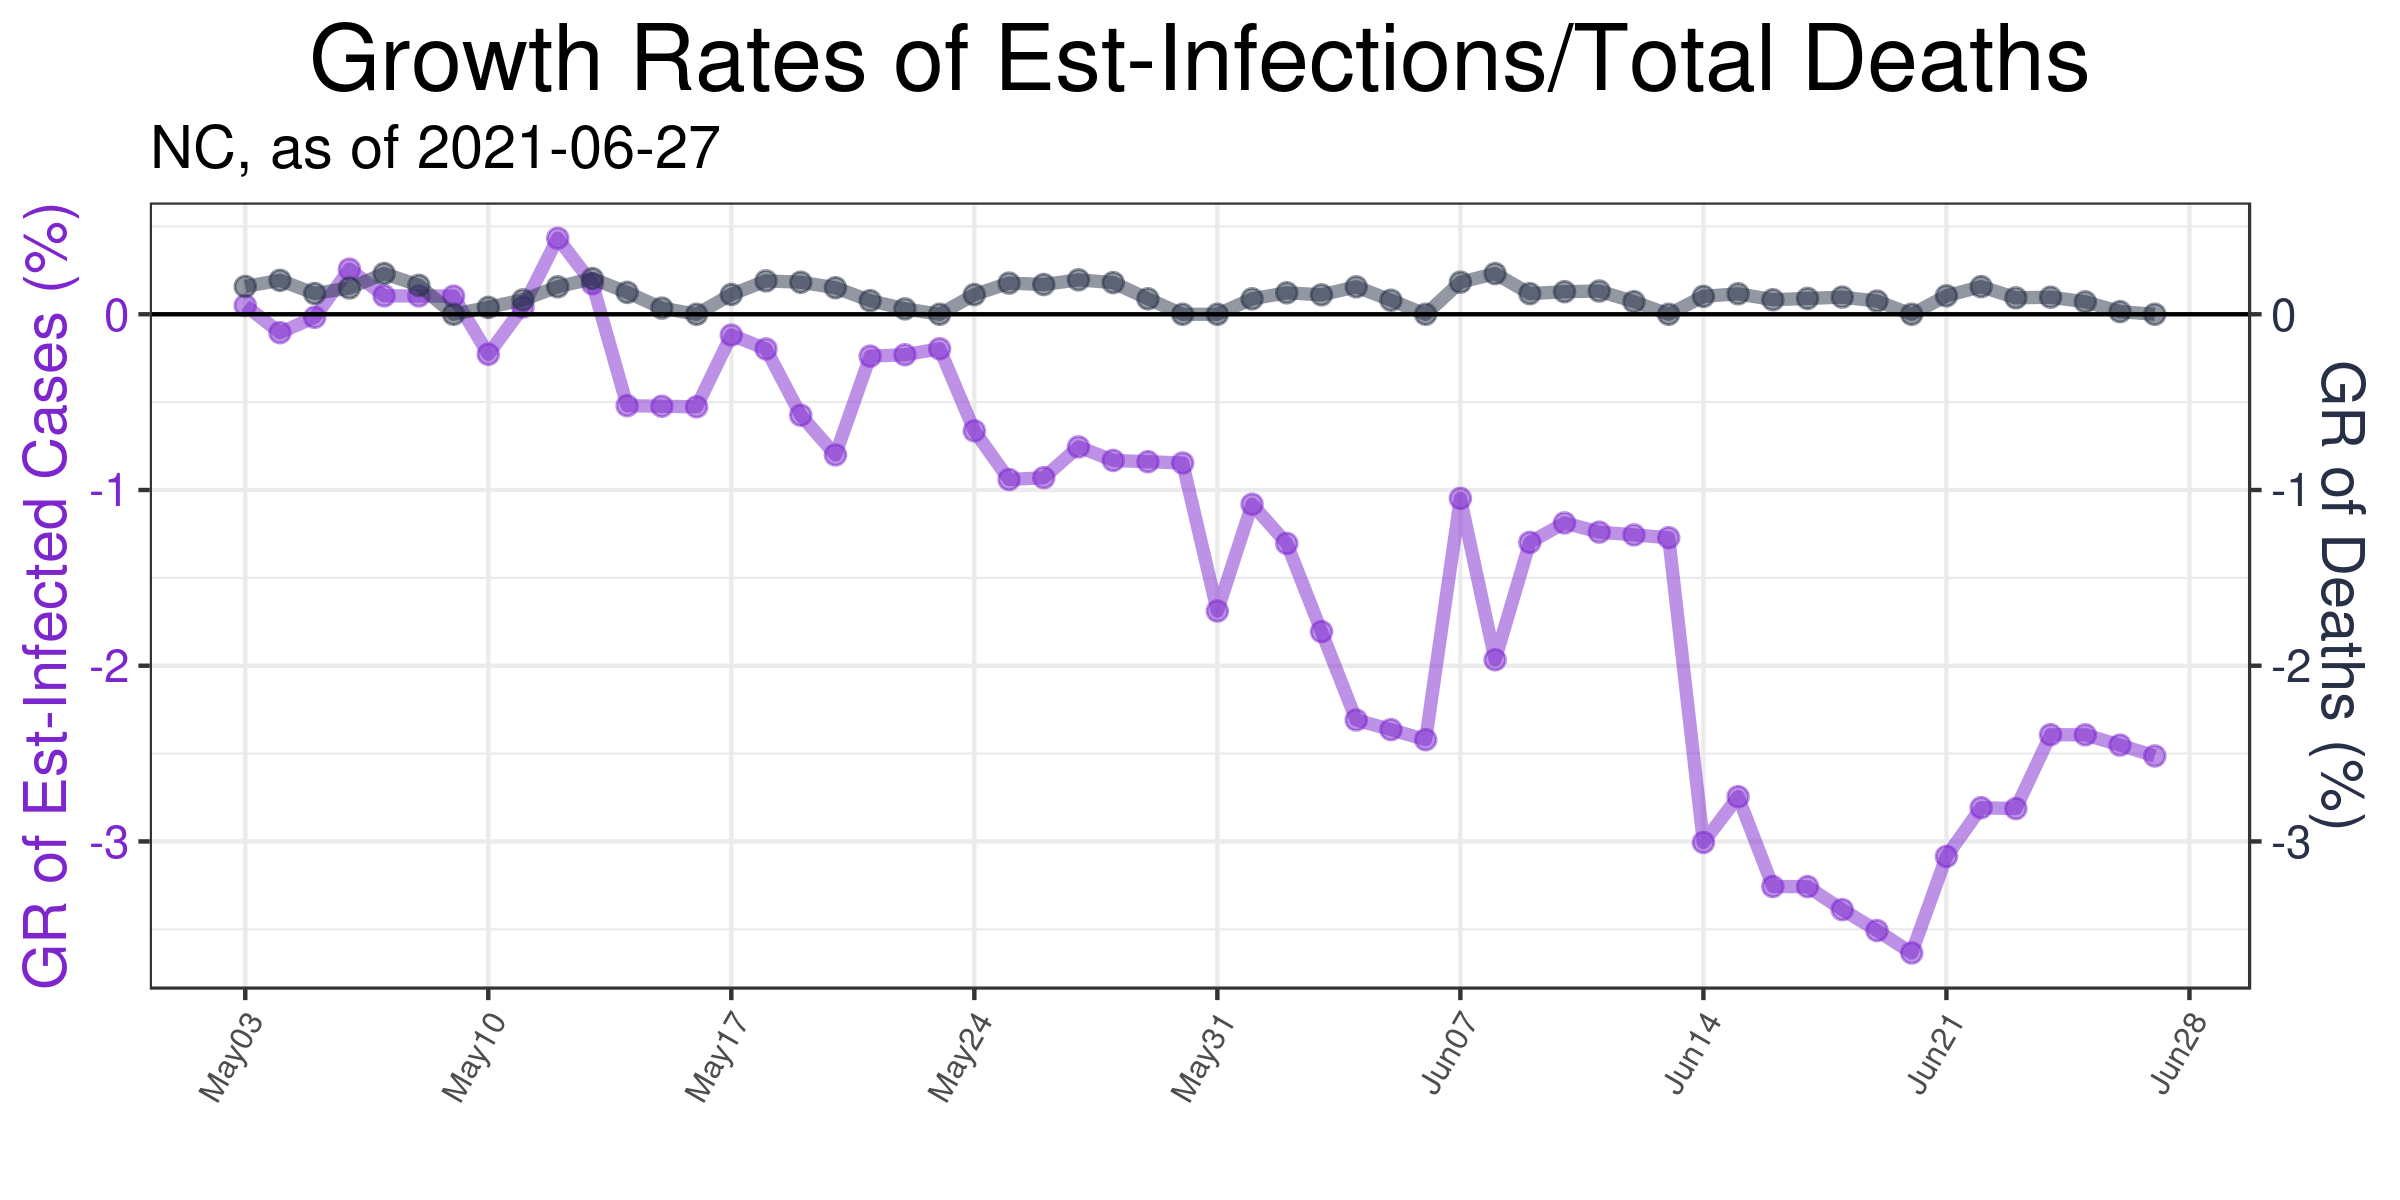 Growth Rates of Est-Infections/Total Deaths
NC, as of 2021-06-27
GR of Est-Infected Cases (%)
0
-1
-2
-3
0
-1
-2
-3
GR of Deaths (%)
May03
May10
May17
May24
May31
Jun07
Jun14
Jun21
Jun28